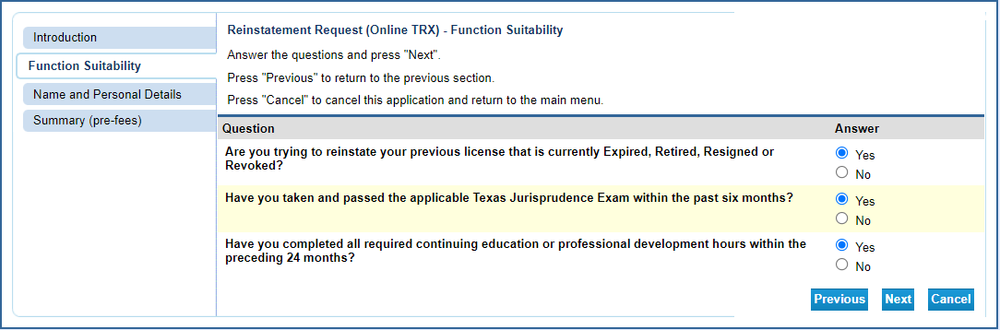 Introduction
Function Suitability
Name and Personal Details
Summary (pre-fees)
Reinstatement Request (Online TRX) - Function Suitability
Answer the questions and press "Next".
Press "Previous" to return to the previous section.
Press "Cancel" to cancel this application and return to the main menu.
Question Answer
Are you trying to reinstate your previous license that is currently Expired, Retired, Resigned or
Revoked?
Yes
No
Have you taken and passed the applicable Texas Jurisprudence Exam within the past six months?
Yes
No
Have you completed all required continuing education or professional development hours within the
preceding 24 months?
Yes
No
Previous Next Cancel